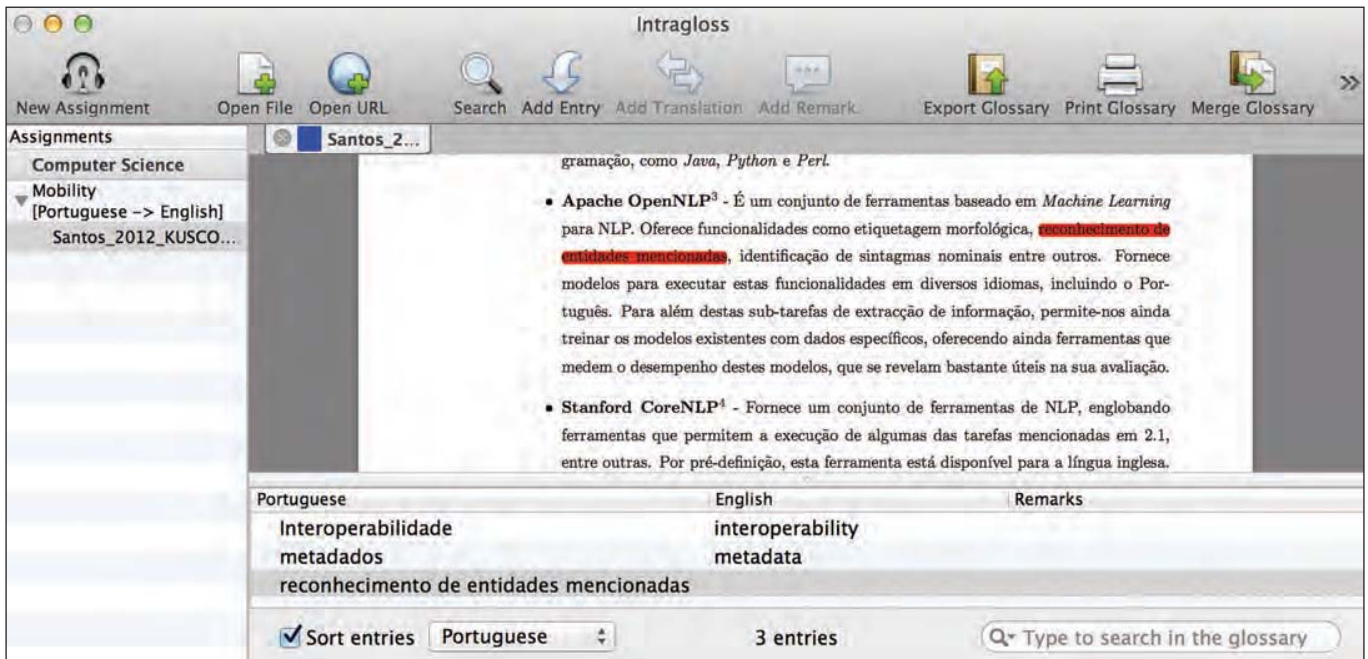 Intragloss
New Assignment Open File Open URL Search Add Entry Add Translation Add Remark Export Glossary Print Glossary Merge Glossary »
Assignments
Computer Science
Mobility
[Portuguese -> English]
Santos_2012_KUSCO...
Santos_2...
gramação, como Java, Python e Perl.
• Apache OpenNLP³ - É um conjunto de ferramentas baseado em Machine Learning
para NLP. Oferece funcionalidades como etiquetagem morfológica, reconhecimento de
entidades mencionadas, identificação de sintagmas nominais entre outros. Fornece
modelos para executar estas funcionalidades em diversos idiomas, incluindo o Por-
tuguês. Para além destas sub-tarefas de extracção de informação, permite-nos ainda
treinar os modelos existentes com dados específicos, oferecendo ainda ferramentas que
medem o desempenho destes modelos, que se revelam bastante úteis na sua avaliação.
• Stanford CoreNLP⁴ - Fornece um conjunto de ferramentas de NLP, englobando
ferramentas que permitem a execução de algumas das tarefas mencionadas em 2.1,
entre outras. Por pré-definição, esta ferramenta está disponível para a língua inglesa.
Portuguese English Remarks
Interoperabilidade interoperability
metadados metadata
reconhecimento de entidades mencionadas
Sort entries Portuguese 3 entries Type to search in the glossary